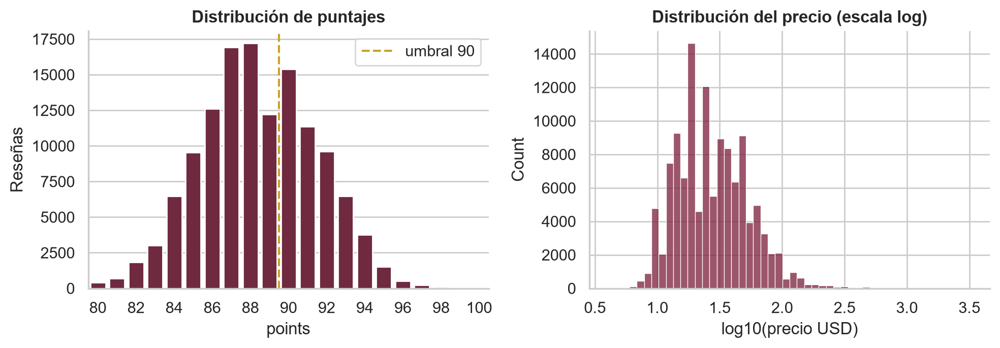 Distribución de puntajes
17500
15000
12500
10000
7500
5000
2500
0
Reseñas
umbral 90
80 82 84 86 88 90 92 94 96 98 100
points
Distribución del precio (escala log)
14000
12000
10000
8000
6000
4000
2000
0
Count
0.5 1.0 1.5 2.0 2.5 3.0 3.5
log10(precio USD)